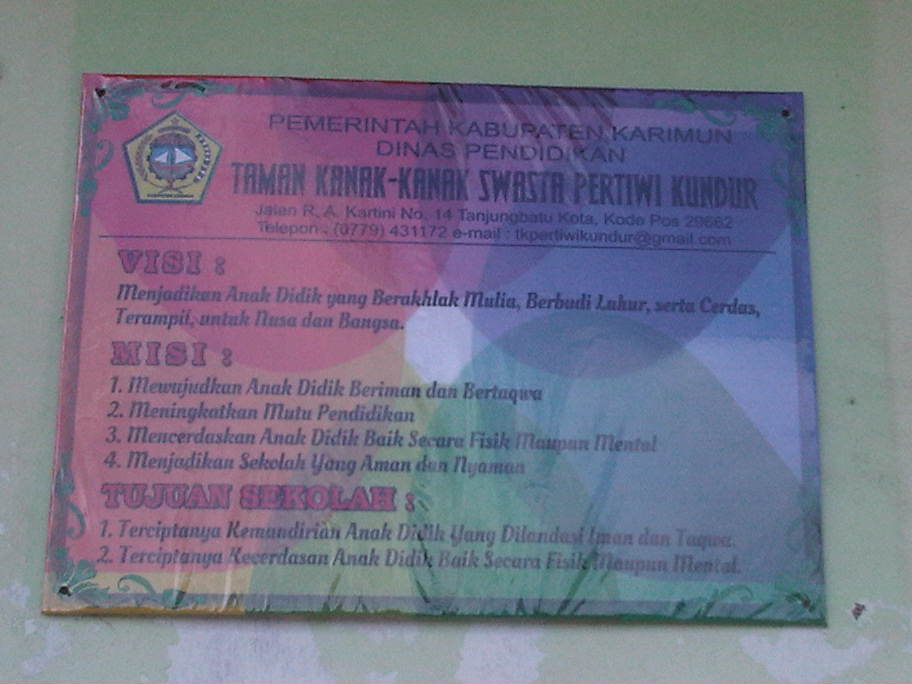 PEMERINTAH KABUPATEN KARIMUN
DINAS PENDIDIKAN
TAMAN KANAK-KANAK SWASTA PERTIWI KUNDUR
Jalan R. A. Kartini No. 14 Tanjungbatu Kota, Kode Pos 29662
Telepon : (0779) 431172 e-mail : tkpertiwikundur@gmail.com
VISI :
Menjadikan Anak Didik yang Berakhlak Mulia, Berbudi Luhur, serta Cerdas,
Terampil, untuk Nusa dan Bangsa.
MISI :
1. Mewujudkan Anak Didik Beriman dan Bertaqwa
2. Meningkatkan Mutu Pendidikan
3. Mencerdaskan Anak Didik Baik Secara Fisik Maupun Mental
4. Menjadikan Sekolah Yang Aman dan Nyaman
TUJUAN SEKOLAH :
1. Terciptanya Kemandirian Anak Didik Yang Dilandasi Iman dan Taqwa.
2. Terciptanya Kecerdasan Anak Didik Baik Secara Fisik Maupun Mental.